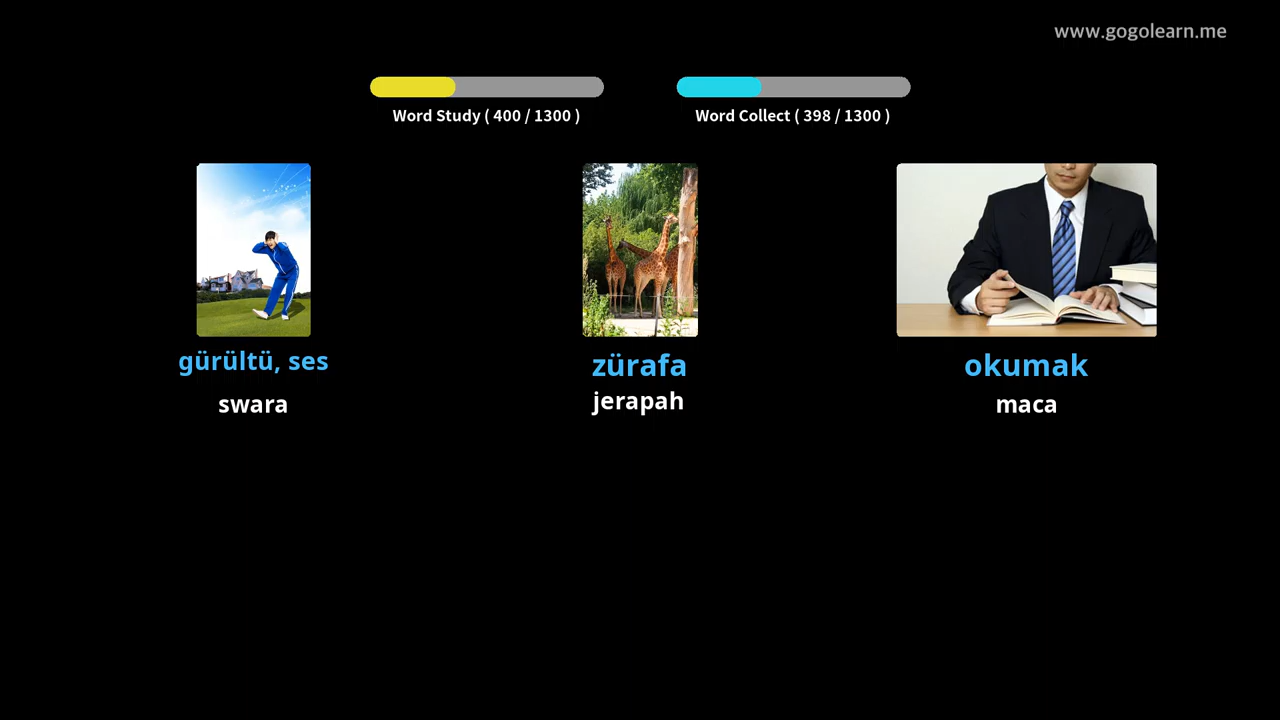 www.gogolearn.me
Word Study ( 400 / 1300 )
Word Collect ( 398 / 1300 )
gürültü, ses
swara
zürafa
jerapah
okumak
maca